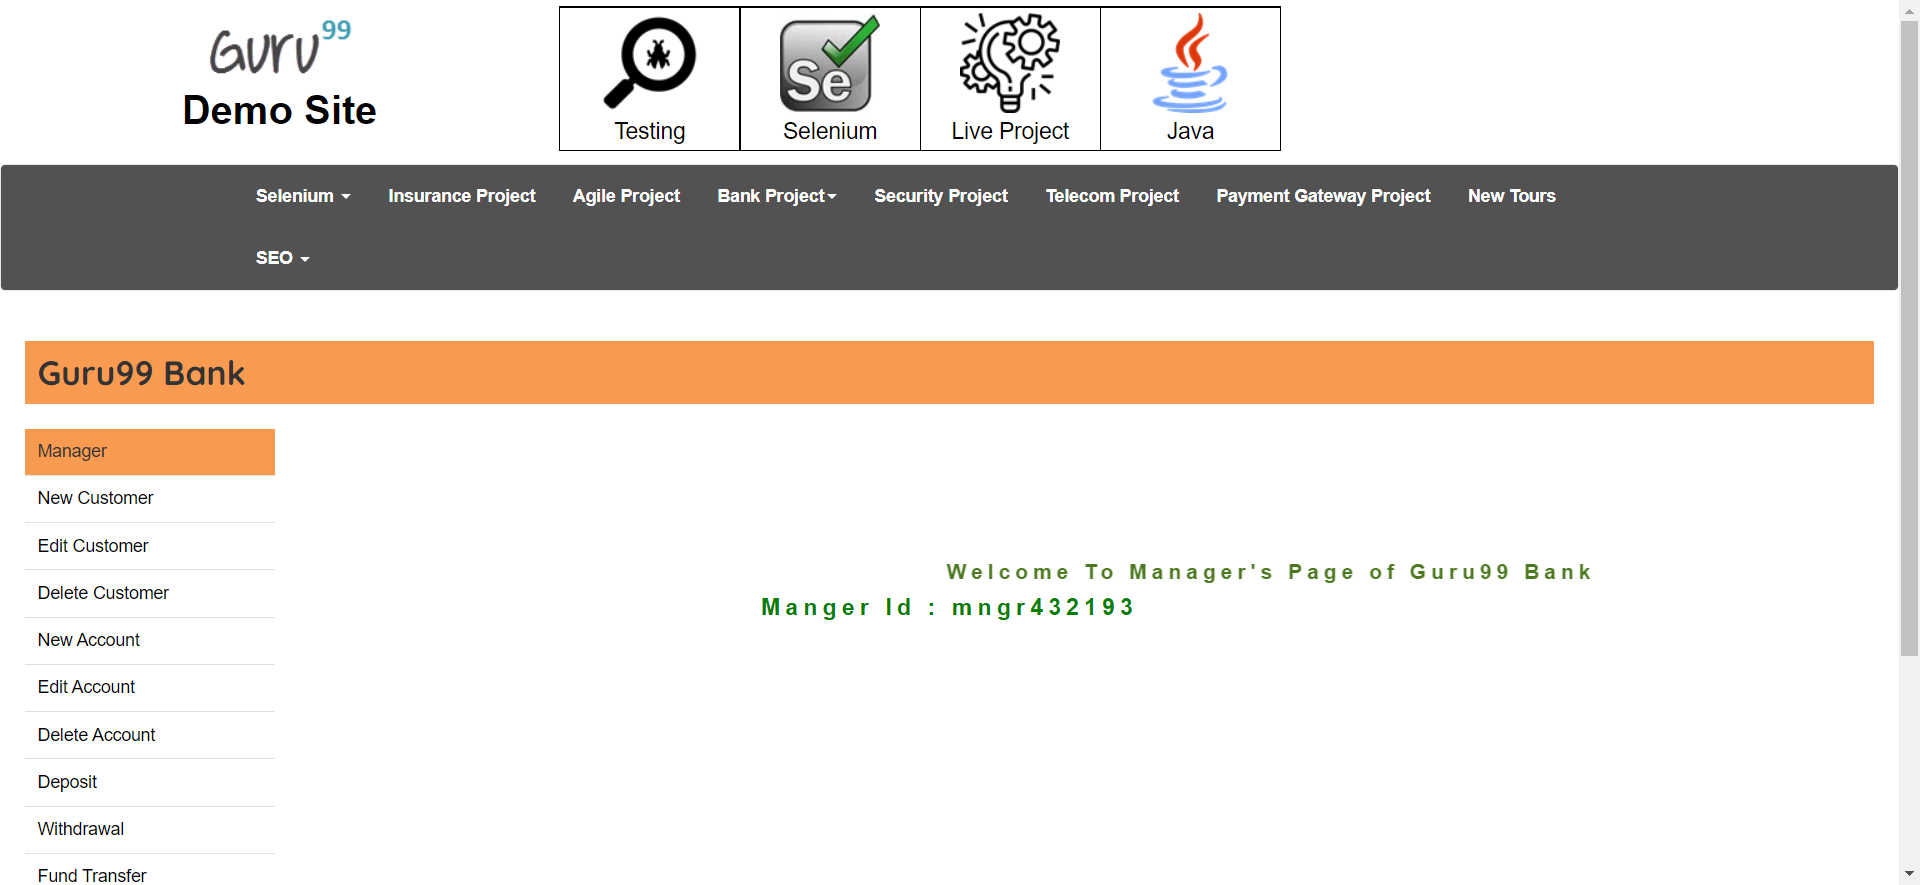 Guru99
Demo Site
Se
Testing
Selenium
Live Project
Java
Selenium
Insurance Project
Agile Project
Bank Project
Security Project
Telecom Project
Payment Gateway Project
New Tours
SEO
Guru99 Bank
Manager
New Customer
Edit Customer
Delete Customer
New Account
Edit Account
Delete Account
Deposit
Withdrawal
Fund Transfer
Welcome To Manager's Page of Guru99 Bank
Manger Id : mngr432193